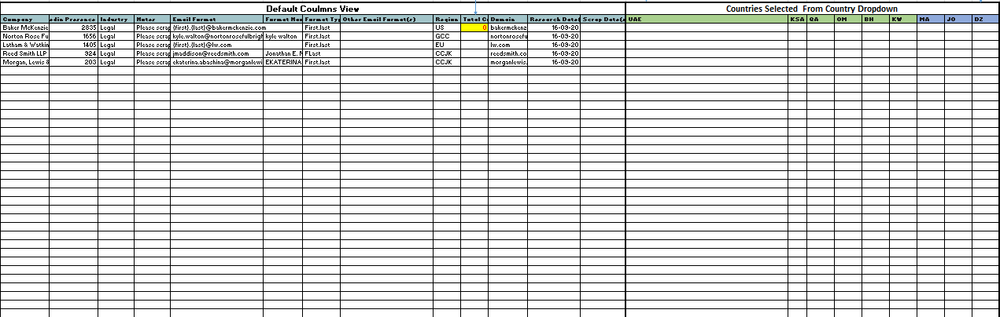 Default Coulmns View Countries Selected From Country Dropdown
Company edin Presence Industry Notes Email Format Format Nar Format Typ Other Email Format(s) Region Total Co Domain Research Date( Scrap Date(s UAE KSA QA OM BH KW MA JO DZ
Baker McKenzie 2835 Legal Please scrap {first}.{last}@bakermckenzie.com First.last US 0 bakermckenz 16-09-20
Norton Rose Fu 1656 Legal Please scrap kyle.walton@nortonrosefulbrigh kyle walton First.last GCC nortonrosefu 16-09-20
Latham & Watkin 1405 Legal Please scrap {first}.{last}@lw.com First.last EU lw.com 16-09-20
Reed Smith LLP 924 Legal Please scrap jmaddison@reedsmith.com Jonathan E. M FLast CCJK reedsmith.co 16-09-20
Morgan, Lewis & 203 Legal Please scrap ekaterina.abashina@morganlewi EKATERINA First.last CCJK morganlewis. 16-09-20